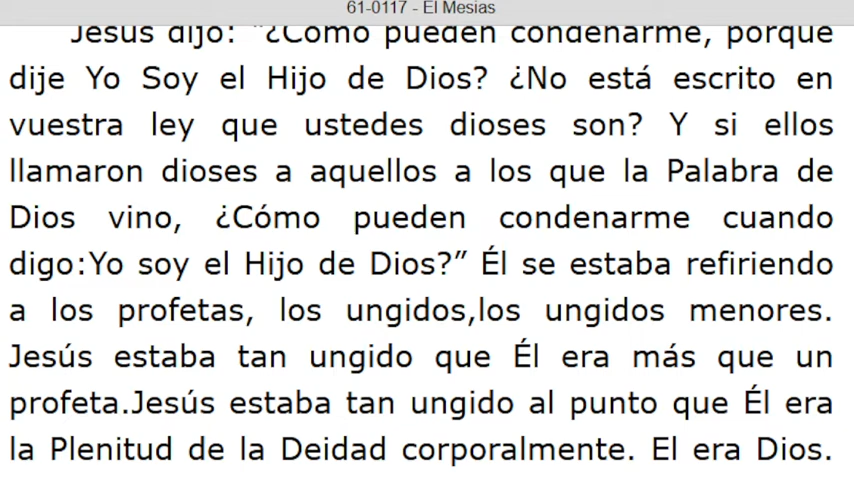 61-0117 - El Mesias
Jesús dijo: “¿Cómo pueden condenarme, porque
dije Yo Soy el Hijo de Dios? ¿No está escrito en
vuestra ley que ustedes dioses son? Y si ellos
llamaron dioses a aquellos a los que la Palabra de
Dios vino, ¿Cómo pueden condenarme cuando
digo:Yo soy el Hijo de Dios?” Él se estaba refiriendo
a los profetas, los ungidos,los ungidos menores.
Jesús estaba tan ungido que Él era más que un
profeta.Jesús estaba tan ungido al punto que Él era
la Plenitud de la Deidad corporalmente. El era Dios.